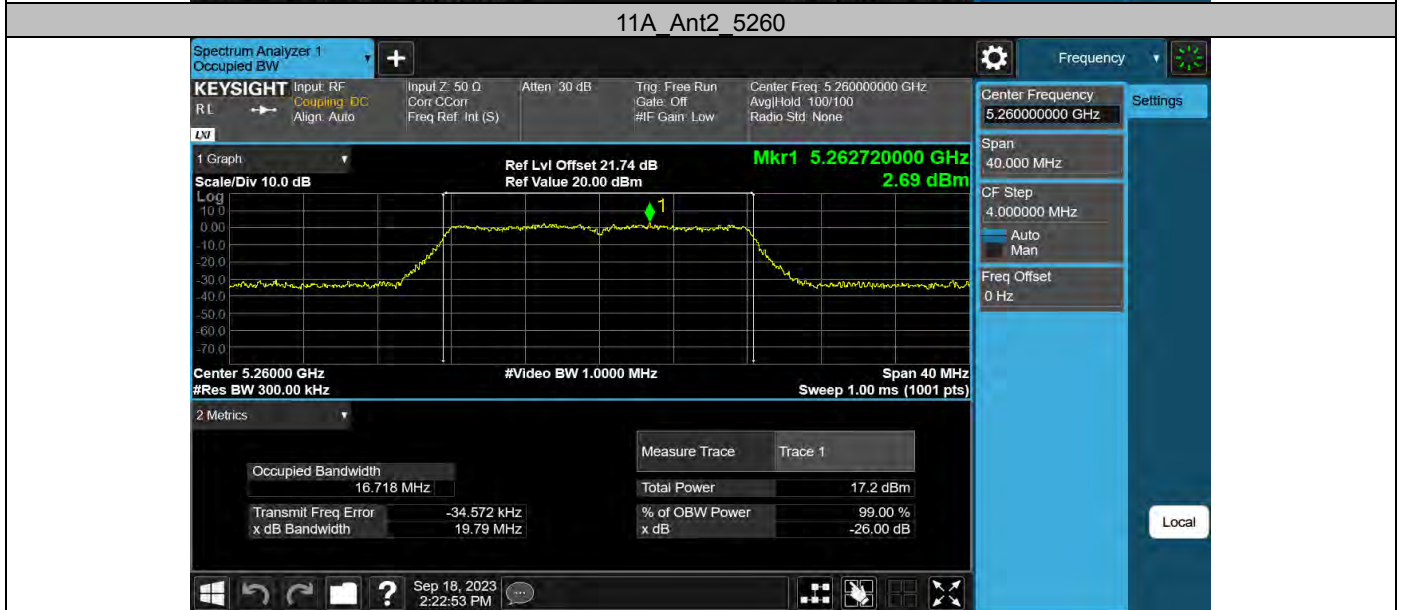 11A_Ant2_5260
Spectrum Analyzer 1
Occupied BW
+
Frequency
KEYSIGHT Input: RF
R L
Coupling: DC
Align: Auto
LXI
Input Z: 50 Ω
Corr CCorr
Freq Ref: Int (S)
Atten: 30 dB
Trig: Free Run
Gate: Off
#IF Gain: Low
Center Freq: 5.260000000 GHz
Avg|Hold: 100/100
Radio Std: None
Center Frequency
5.260000000 GHz
Settings
Span
40.000 MHz
CF Step
4.000000 MHz
Auto
Man
Freq Offset
0 Hz
1 Graph
Ref Lvl Offset 21.74 dB
Mkr1 5.262720000 GHz
Scale/Div 10.0 dB
Ref Value 20.00 dBm
2.69 dBm
Log
10.0
0.00
-10.0
-20.0
-30.0
-40.0
-50.0
-60.0
-70.0
1
Center 5.26000 GHz
#Video BW 1.0000 MHz
Span 40 MHz
#Res BW 300.00 kHz
Sweep 1.00 ms (1001 pts)
2 Metrics
Measure Trace Trace 1
Occupied Bandwidth
16.718 MHz
Total Power 17.2 dBm
Transmit Freq Error -34.572 kHz
% of OBW Power 99.00 %
x dB Bandwidth 19.79 MHz
x dB -26.00 dB
Local
?
Sep 18, 2023
2:22:53 PM